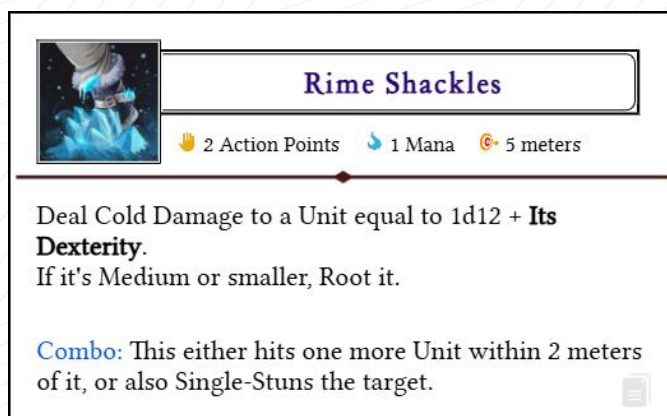 Rime Shackles
2 Action Points 1 Mana 5 meters
Deal Cold Damage to a Unit equal to 1d12 + Its
Dexterity.
If it's Medium or smaller, Root it.
Combo: This either hits one more Unit within 2 meters
of it, or also Single-Stuns the target.